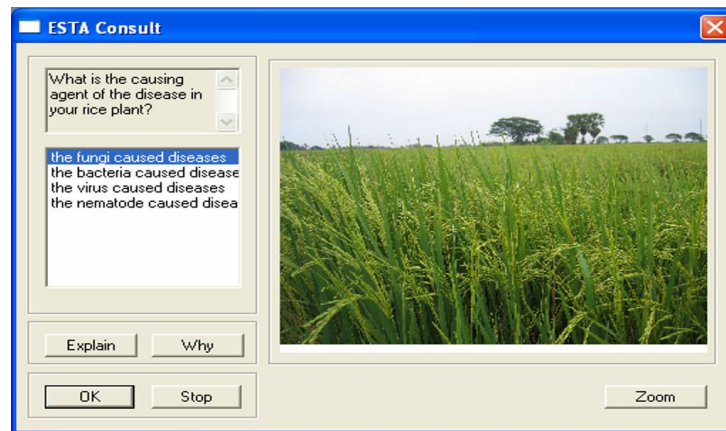 ESTA Consult
What is the causing
agent of the disease in
your rice plant?
the fungi caused diseases
the bacteria caused disease
the virus caused diseases
the nematode caused disea
Explain
Why
OK
Stop
Zoom